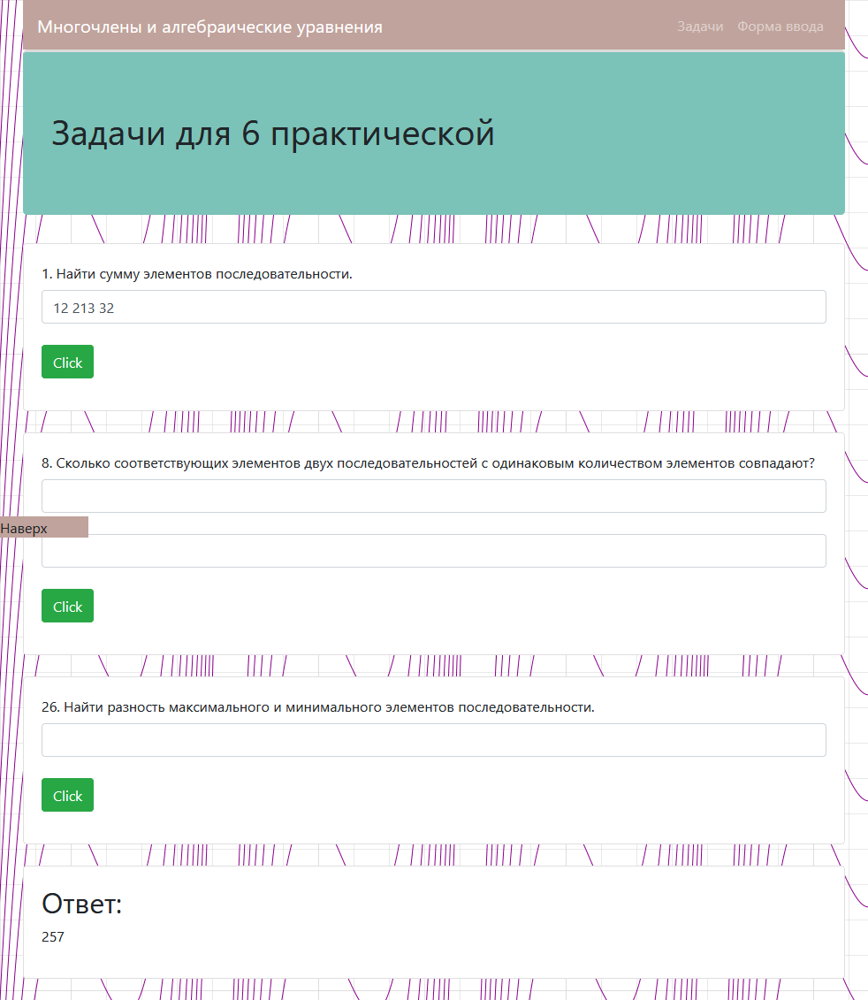 Многочлены и алгебраические уравнения
Задачи Форма ввода
Задачи для 6 практической
1. Найти сумму элементов последовательности.
12 213 32
Click
8. Сколько соответствующих элементов двух последовательностей с одинаковым количеством элементов совпадают?
Наверх
Click
26. Найти разность максимального и минимального элементов последовательности.
Click
Ответ:
257